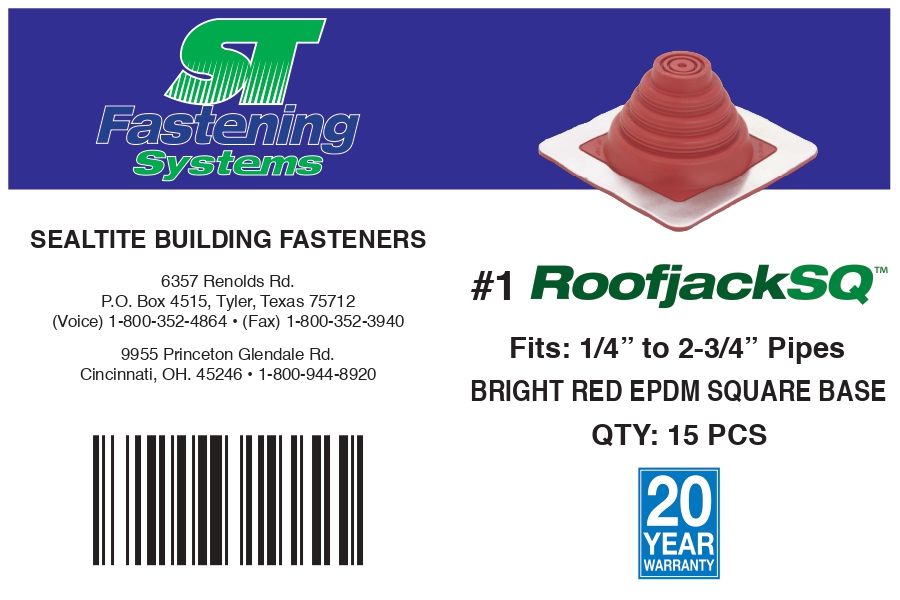 ST
Fastening
Systems
SEALTITE BUILDING FASTENERS
6357 Renolds Rd.
P.O. Box 4515, Tyler, Texas 75712
(Voice) 1-800-352-4864 • (Fax) 1-800-352-3940
9955 Princeton Glendale Rd.
Cincinnati, OH. 45246 • 1-800-944-8920
#1 RoofjackSQ™
Fits: 1/4” to 2-3/4” Pipes
BRIGHT RED EPDM SQUARE BASE
QTY: 15 PCS
20
YEAR
WARRANTY